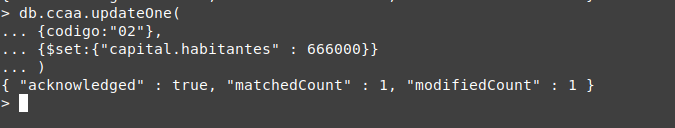 > db.ccaa.updateOne(
... {codigo:"02"},
... {$set:{"capital.habitantes" : 666000}}
... )
{ "acknowledged" : true, "matchedCount" : 1, "modifiedCount" : 1 }
>